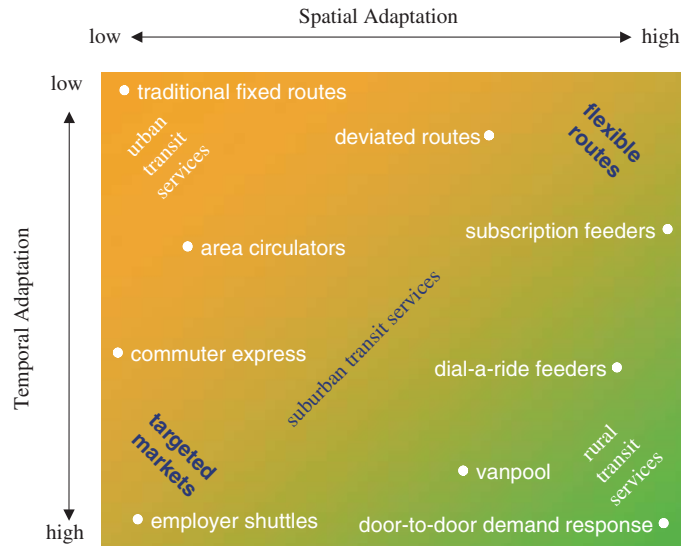 Spatial Adaptation
low
high
low
traditional fixed routes
urban
transit
services
deviated routes
flexible
routes
subscription feeders
area circulators
Temporal Adaptation
suburban transit services
commuter express
dial-a-ride feeders
targeted
markets
rural
transit
services
vanpool
high
employer shuttles
door-to-door demand response